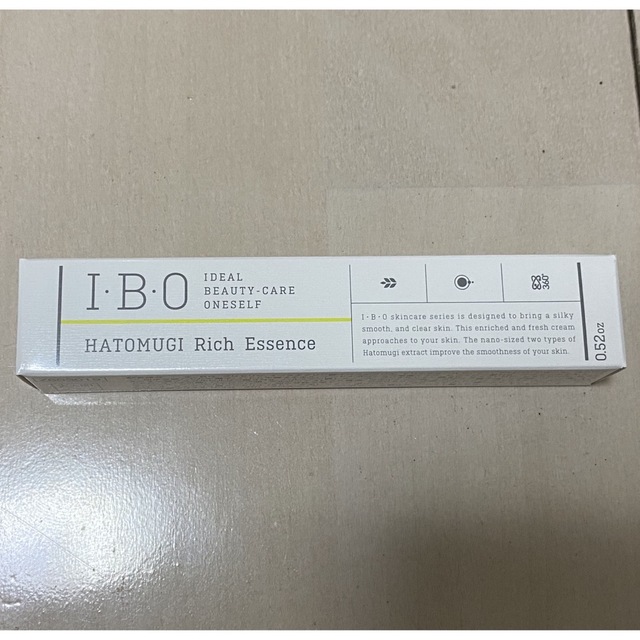 I·B·O
IDEAL
BEAUTY-CARE
ONESELF
HATOMUGI Rich Essence
360°
I·B·O skincare series is designed to bring a silky
smooth, and clear skin. This enriched and fresh cream
approaches to your skin. The nano-sized two types of
Hatomugi extract improve the smoothness of your skin.
0.52oz